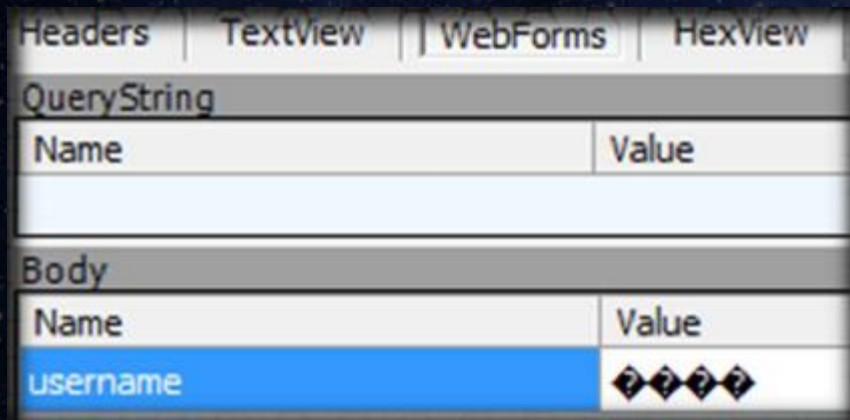 Headers TextView WebForms HexView
QueryString
Name Value
Body
Name Value
username ����